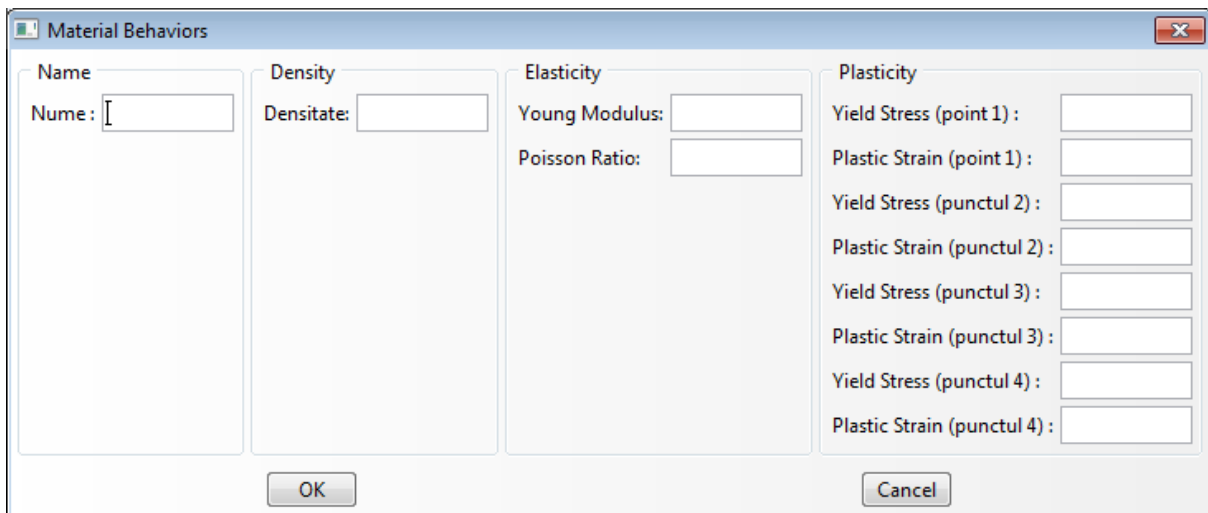 Material Behaviors
Name
Nume :
Density
Densitate:
Elasticity
Young Modulus:
Poisson Ratio:
Plasticity
Yield Stress (point 1) :
Plastic Strain (point 1) :
Yield Stress (punctul 2) :
Plastic Strain (punctul 2) :
Yield Stress (punctul 3) :
Plastic Strain (punctul 3) :
Yield Stress (punctul 4) :
Plastic Strain (punctul 4) :
OK
Cancel